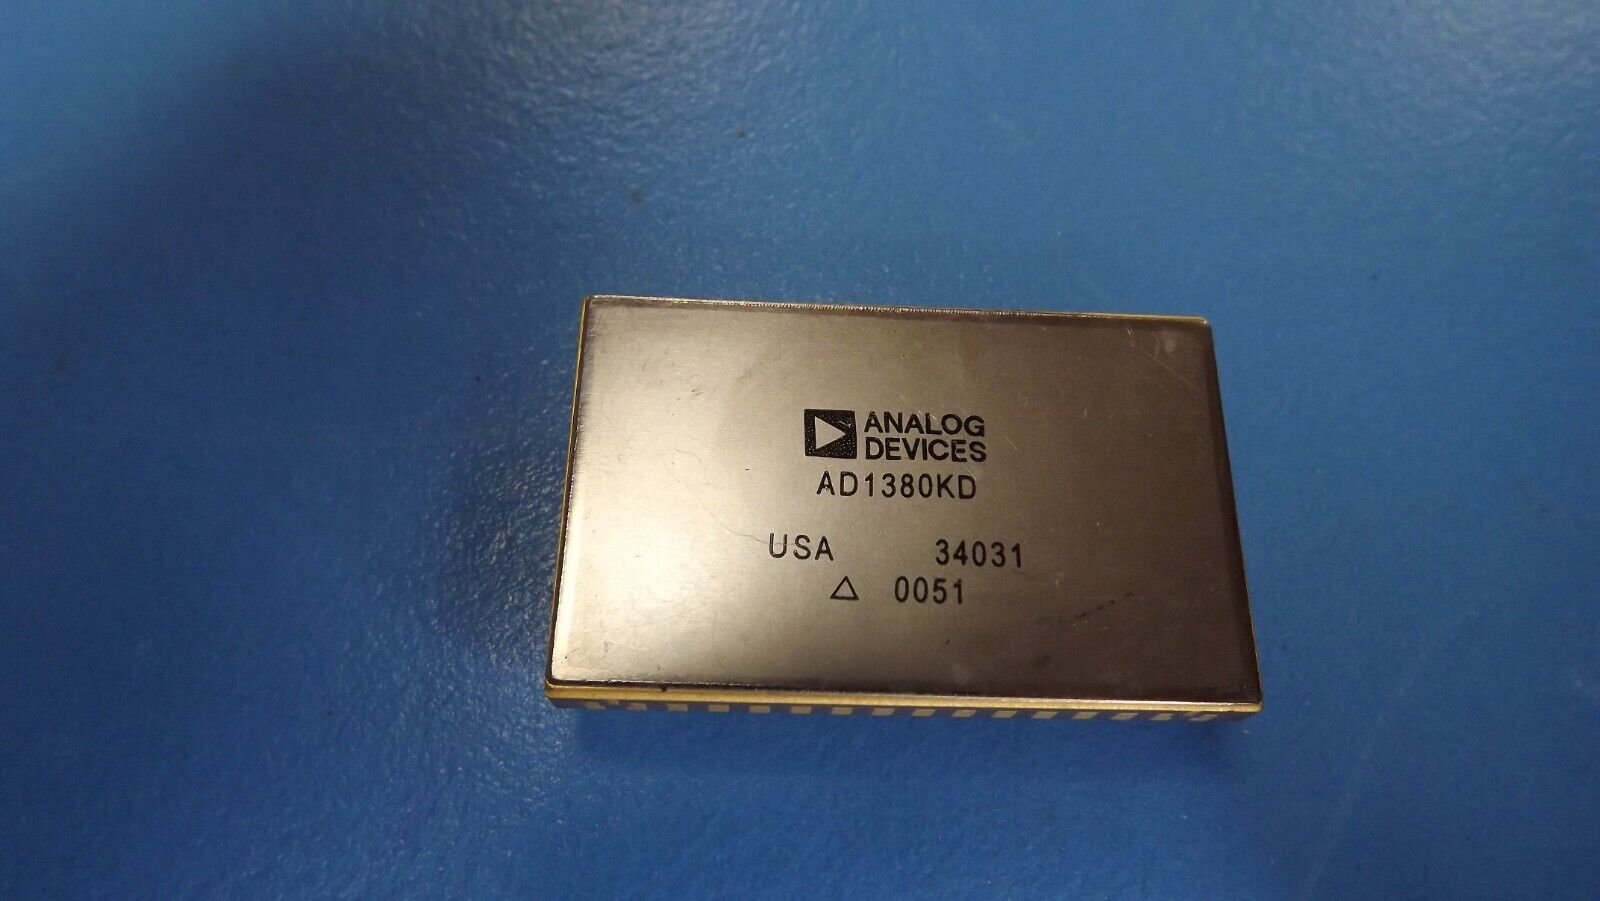 ANALOG
DEVICES
AD1380KD
USA 34031
△ 0051